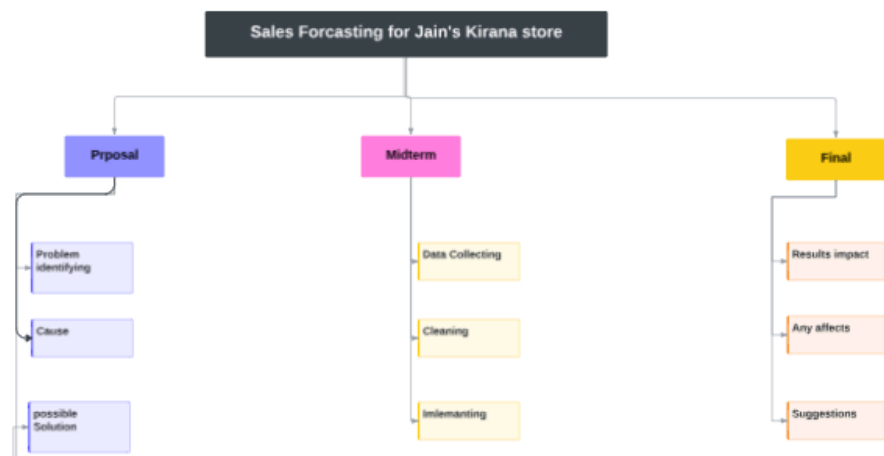 Sales Forcasting for Jain's Kirana store
Prposal
Midterm
Final
Problem
identifying
Data Collecting
Results impact
Cause
Cleaning
Any affects
possible
Solution
Imlemanting
Suggestions